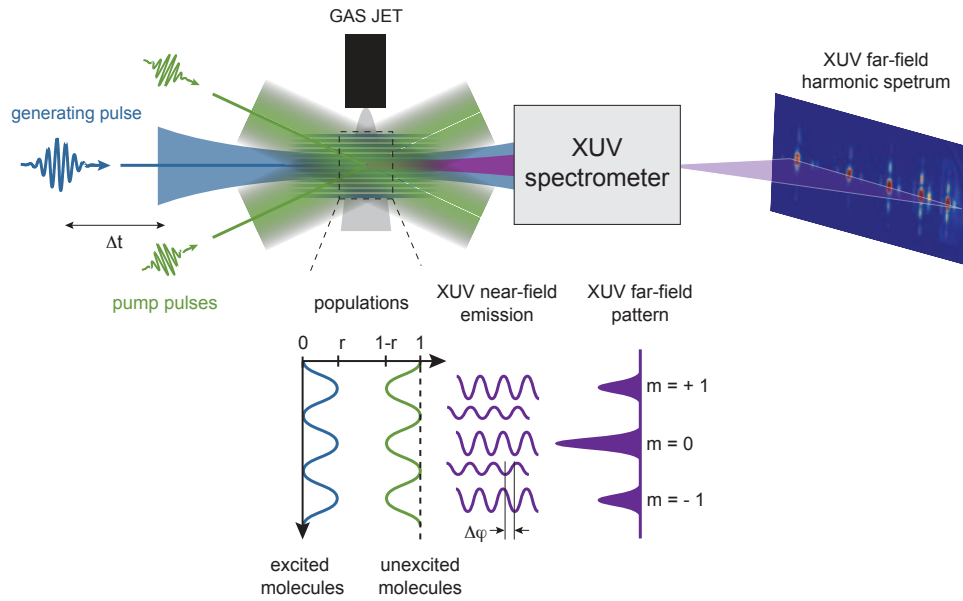 GAS JET
XUV far-field
harmonic spetrum
generating pulse
XUV
spectrometer
Δt
pump pulses
populations
XUV near-field
emission
XUV far-field
pattern
0 r 1-r 1
m = + 1
m = 0
m = - 1
Δφ
excited
molecules
unexcited
molecules